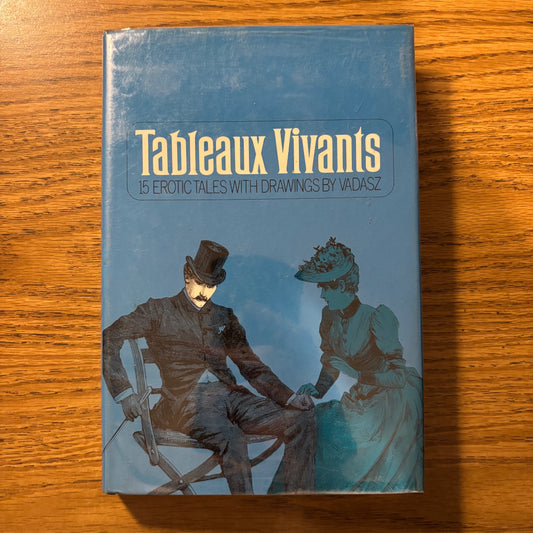 Tableaux Vivants
15 EROTIC TALES WITH DRAWINGS BY VADASZ